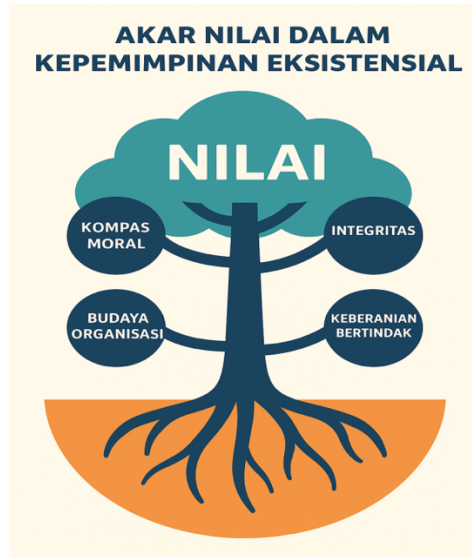 AKAR NILAI DALAM
KEPEMIMPINAN EKSISTENSIAL
NILAI
KOMPAS
MORAL
INTEGRITAS
BUDAYA
ORGANISASI
KEBERANIAN
BERTINDAK